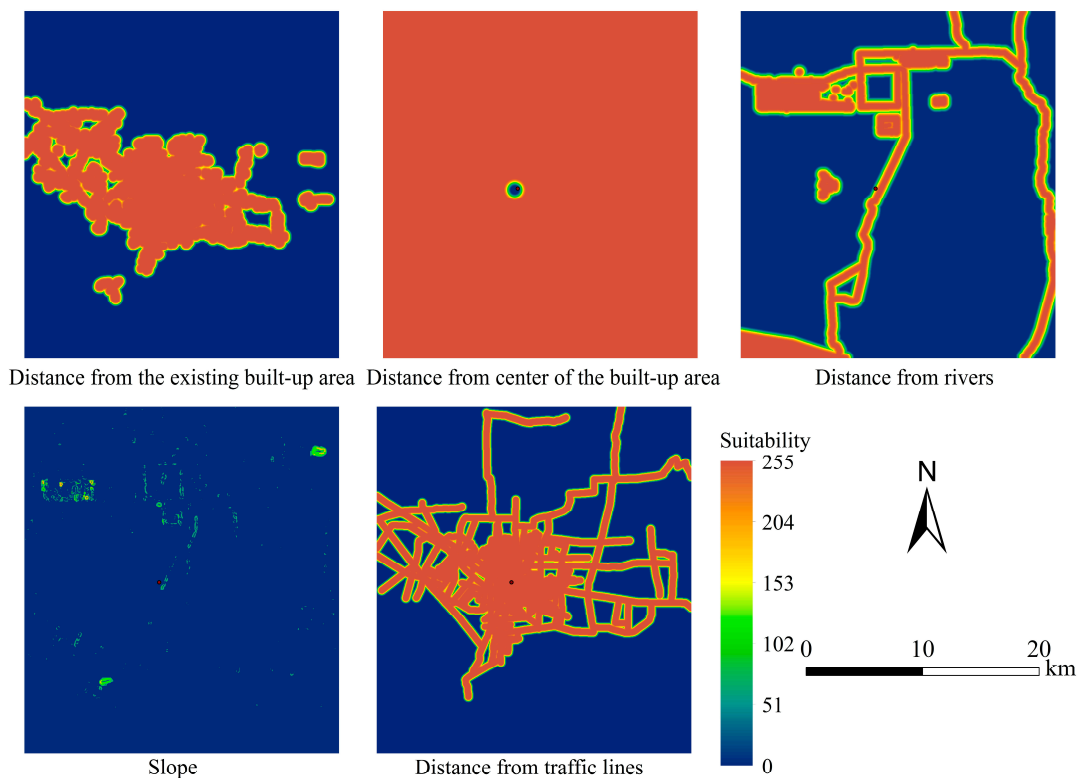 Distance from the existing built-up area
Distance from center of the built-up area
Distance from rivers
Suitability
255
204
153
102
51
0
N
0 10 20
km
Slope
Distance from traffic lines